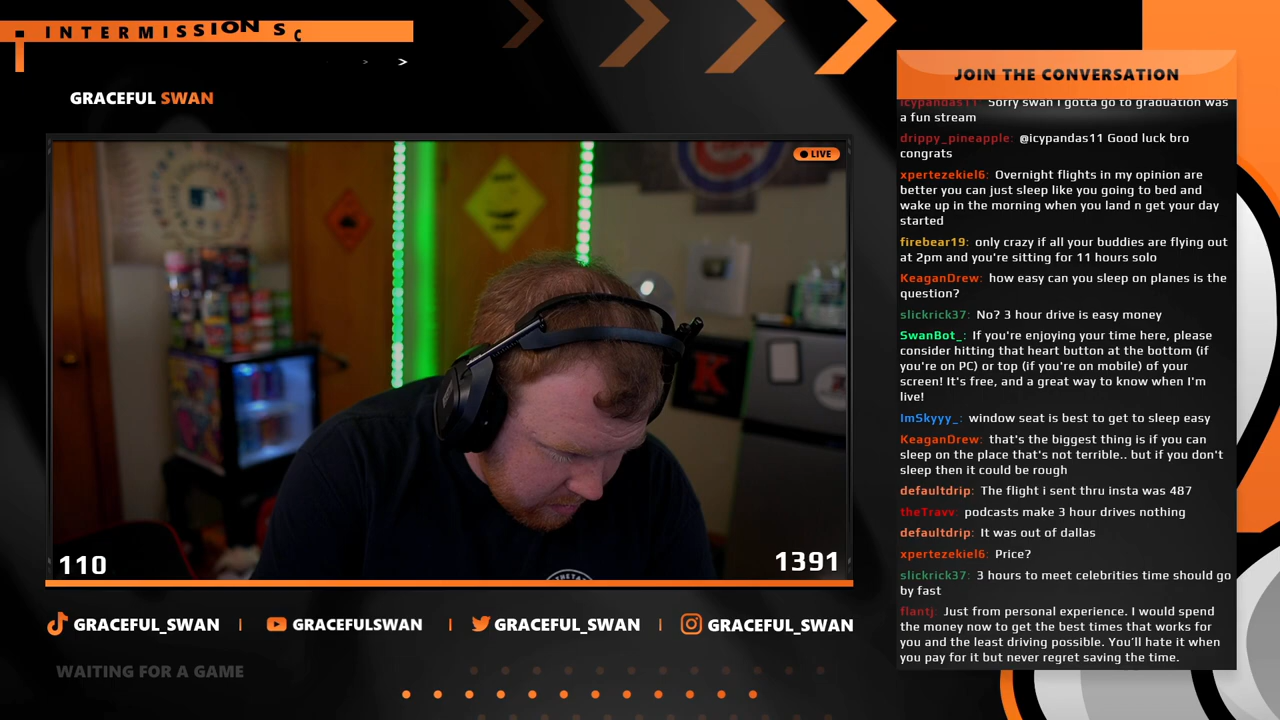 INTERMISSION SC
GRACEFUL SWAN
LIVE
110
1391
GRACEFUL_SWAN
GRACEFULSWAN
GRACEFUL_SWAN
GRACEFUL_SWAN
WAITING FOR A GAME
JOIN THE CONVERSATION
icypandas11: Sorry swan I gotta go to graduation was
a fun stream
drippy_pineapple: @icypandas11 Good luck bro
congrats
xpertezekiel6: Overnight flights in my opinion are
better you can just sleep like you going to bed and
wake up in the morning when you land n get your day
started
firebear19: only crazy if all your buddies are flying out
at 2pm and you're sitting for 11 hours solo
KeaganDrew: how easy can you sleep on planes is the
question?
slickrick37: No? 3 hour drive is easy money
SwanBot_: If you're enjoying your time here, please
consider hitting that heart button at the bottom (if
you're on PC) or top (if you're on mobile) of your
screen! It's free, and a great way to know when I'm
live!
ImSkyyy_: window seat is best to get to sleep easy
KeaganDrew: that's the biggest thing is if you can
sleep on the place that's not terrible.. but if you don't
sleep then it could be rough
defaultdrip: The flight i sent thru insta was 487
theTravv: podcasts make 3 hour drives nothing
defaultdrip: It was out of dallas
xpertezekiel6: Price?
slickrick37: 3 hours to meet celebrities time should go
by fast
flantj: Just from personal experience. I would spend
the money now to get the best times that works for
you and the least driving possible. You'll hate it when
you pay for it but never regret saving the time.